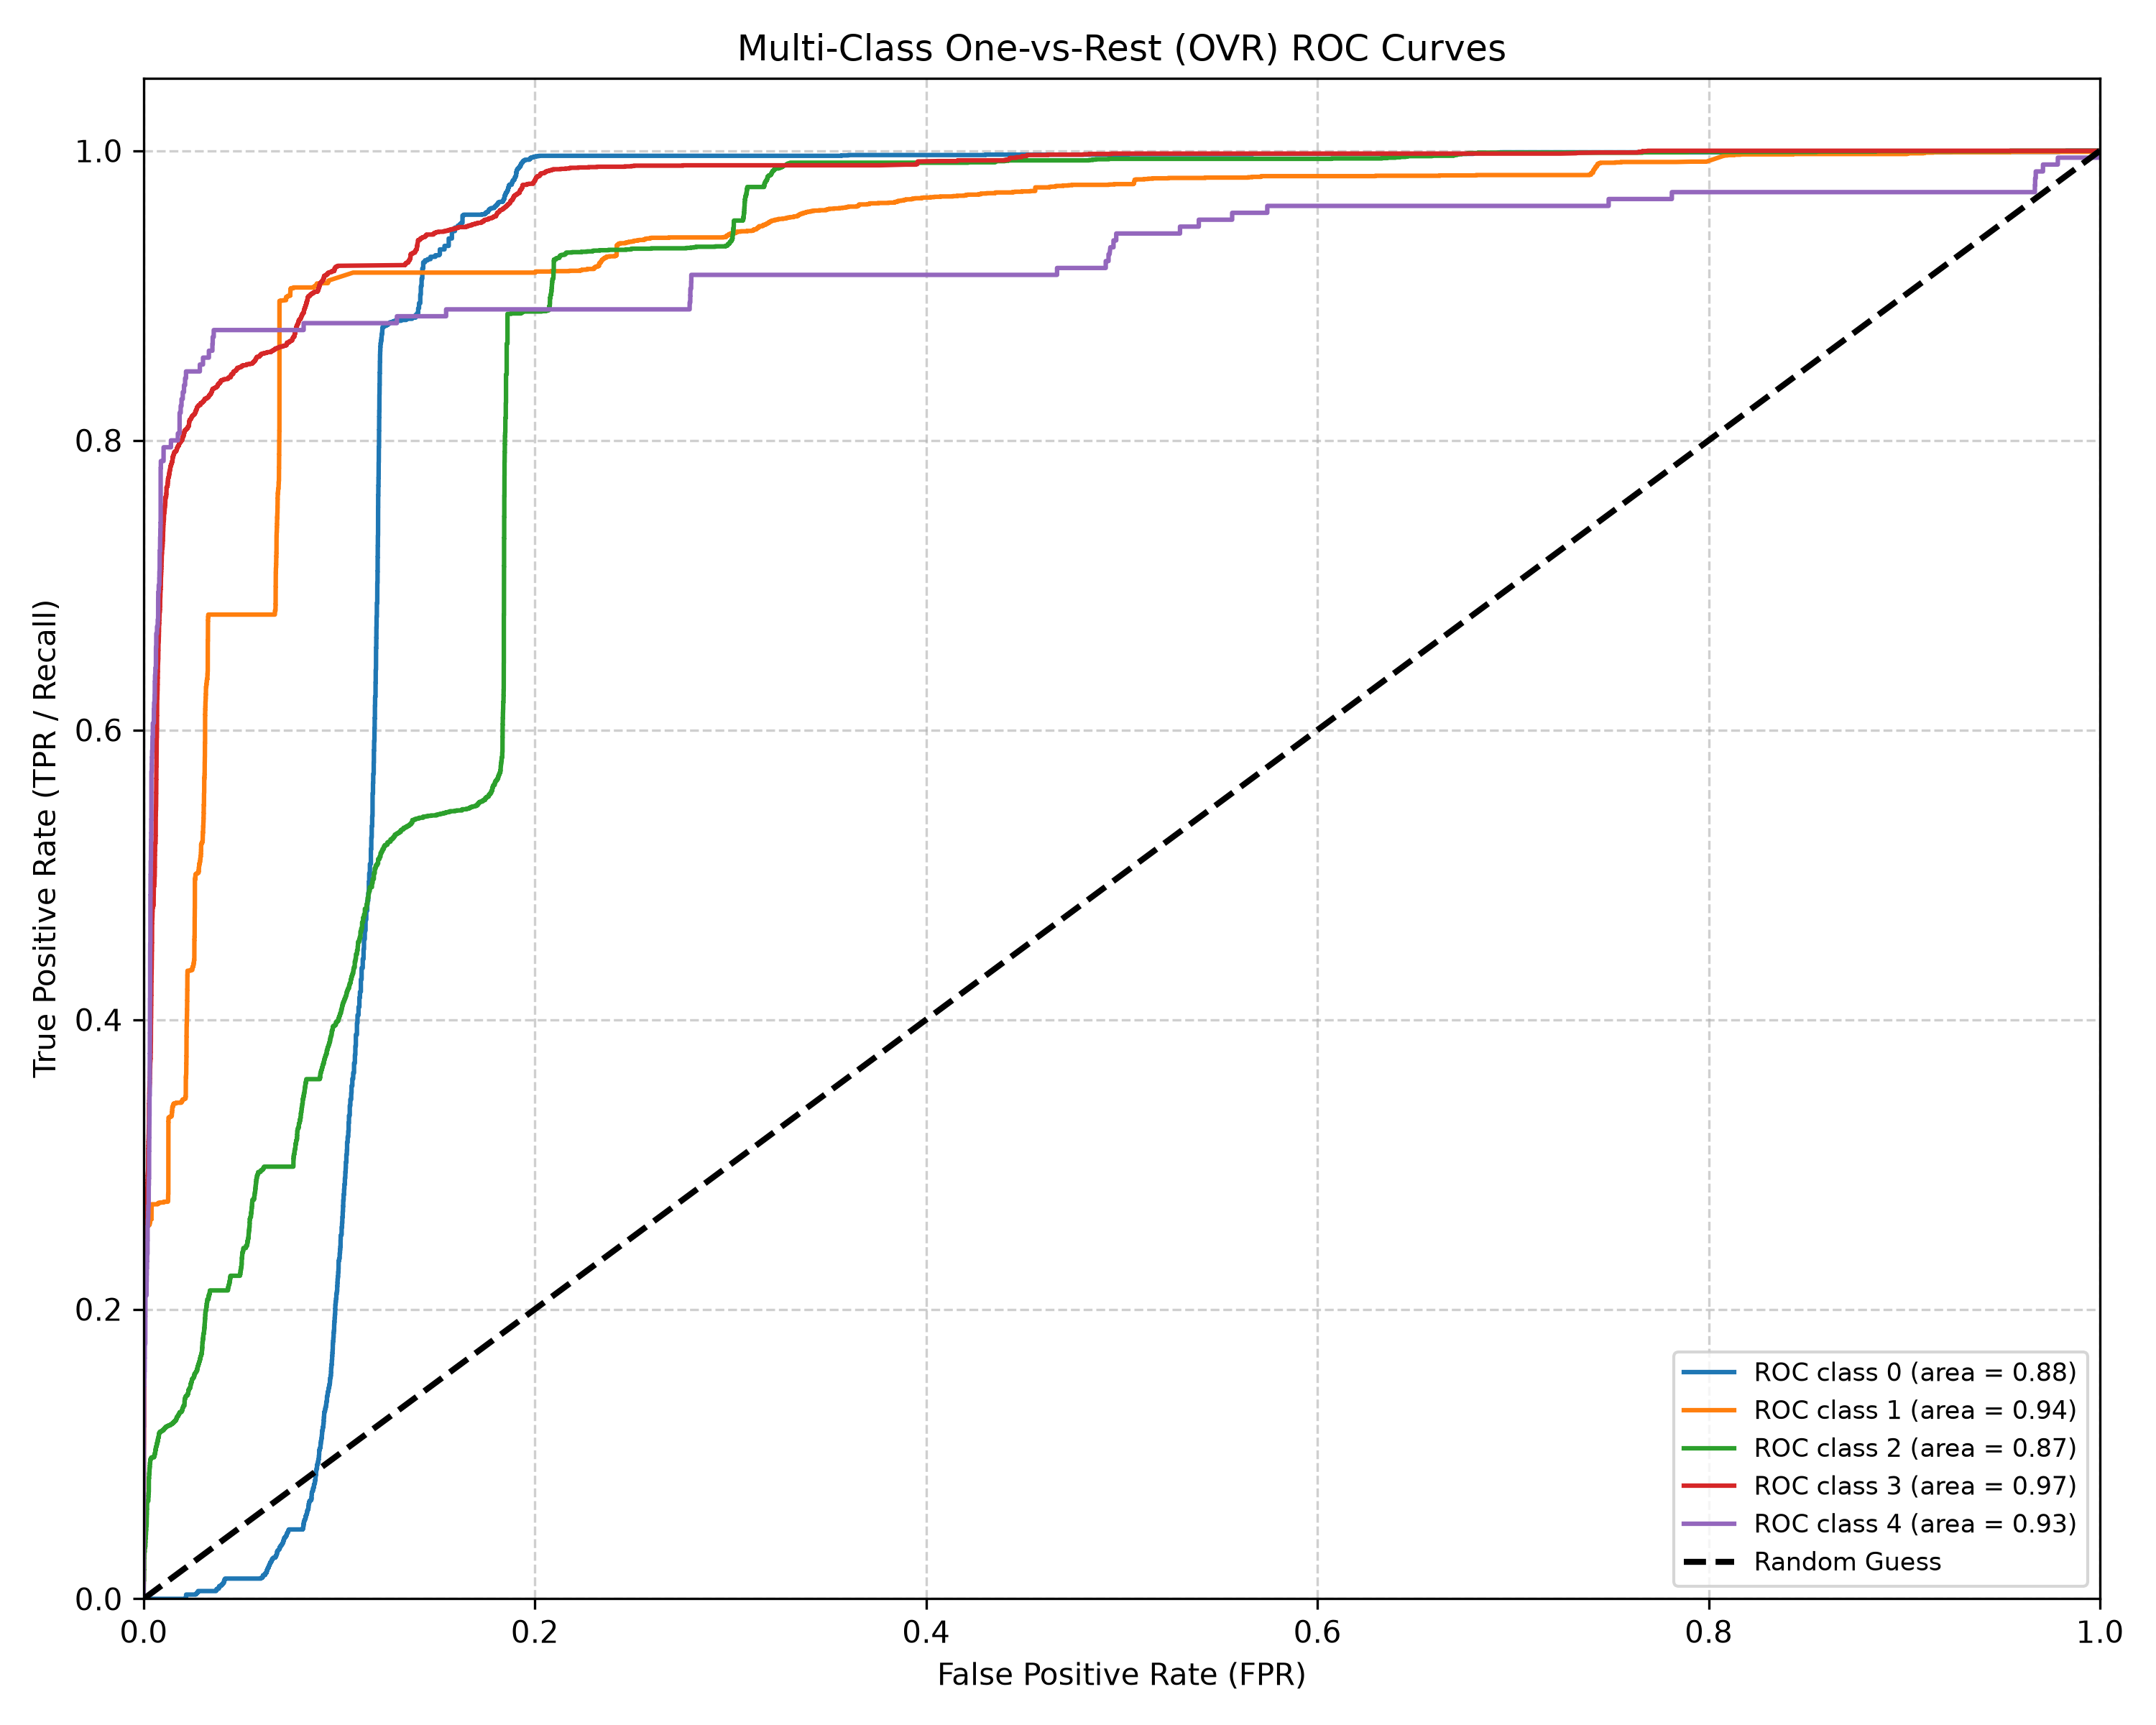 Multi-Class One-vs-Rest (OVR) ROC Curves
True Positive Rate (TPR / Recall)
1.0
0.8
0.6
0.4
0.2
0.0
0.0 0.2 0.4 0.6 0.8 1.0
False Positive Rate (FPR)
ROC class 0 (area = 0.88)
ROC class 1 (area = 0.94)
ROC class 2 (area = 0.87)
ROC class 3 (area = 0.97)
ROC class 4 (area = 0.93)
Random Guess